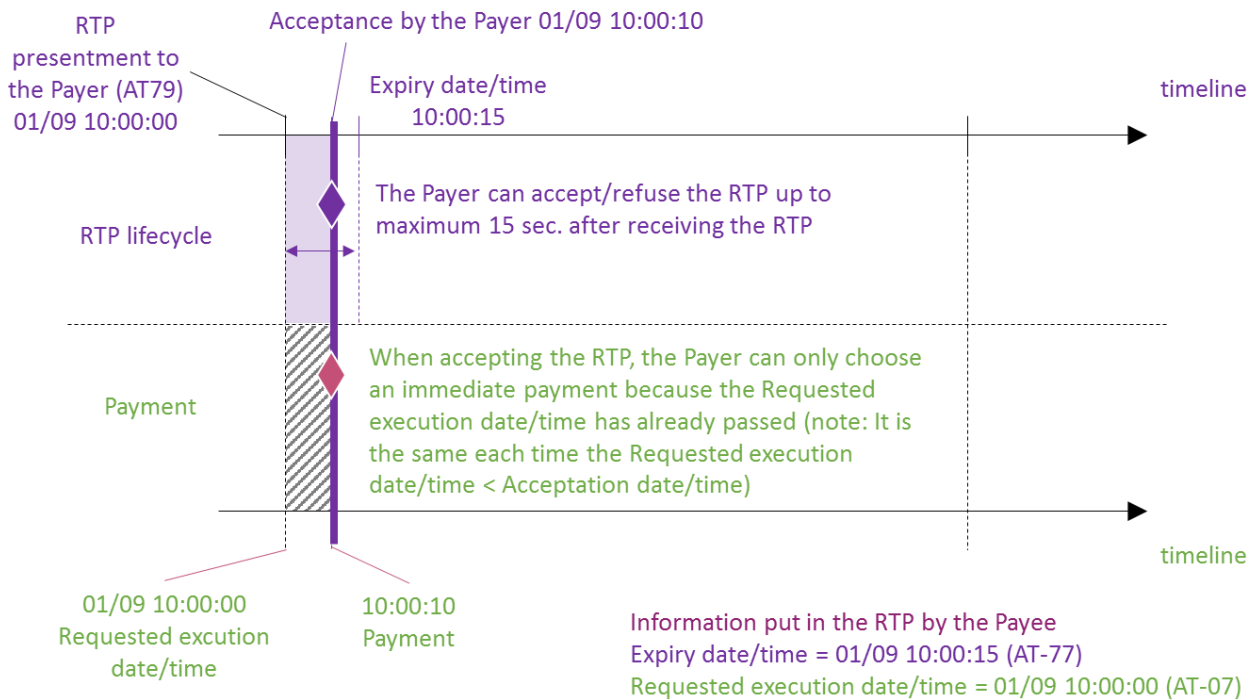 RTP
presentment to
the Payer (AT79)
01/09 10:00:00
Acceptance by the Payer 01/09 10:00:10
Expiry date/time
10:00:15
timeline
RTP lifecycle
The Payer can accept/refuse the RTP up to
maximum 15 sec. after receiving the RTP
Payment
When accepting the RTP, the Payer can only choose
an immediate payment because the Requested
execution date/time has already passed (note: It is
the same each time the Requested execution
date/time < Acceptation date/time)
timeline
01/09 10:00:00
Requested excution
date/time
10:00:10
Payment
Information put in the RTP by the Payee
Expiry date/time = 01/09 10:00:15 (AT-77)
Requested execution date/time = 01/09 10:00:00 (AT-07)